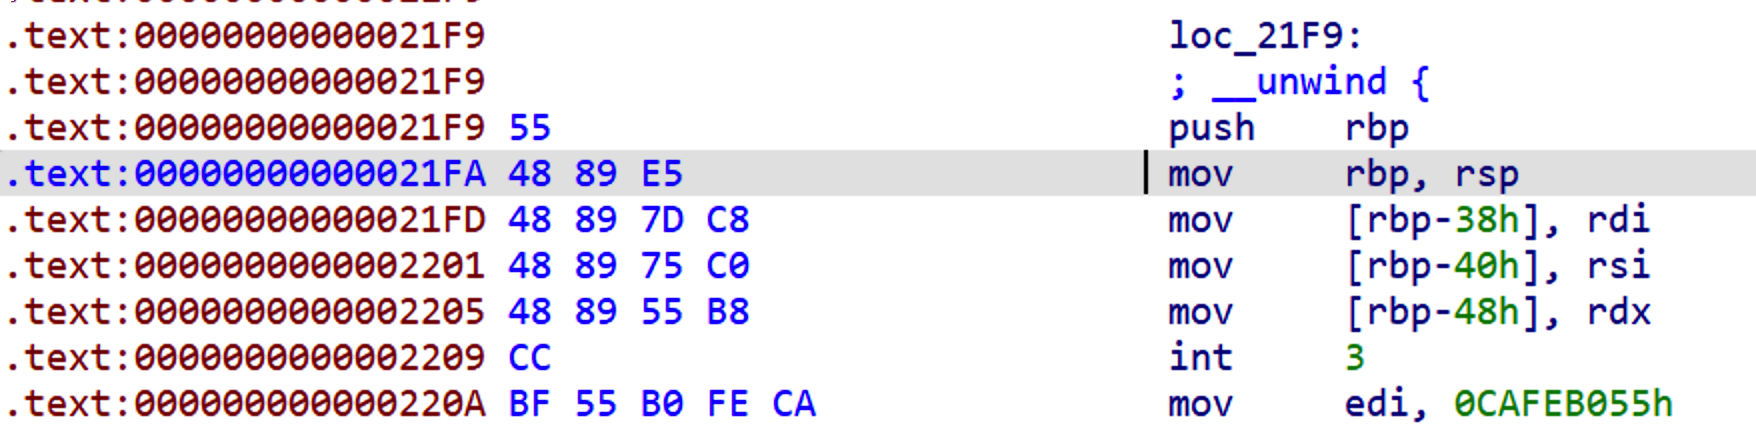 .text:00000000000021F9 loc_21F9:
.text:00000000000021F9 ; __unwind {
.text:00000000000021F9 55 push rbp
.text:00000000000021FA 48 89 E5 mov rbp, rsp
.text:00000000000021FD 48 89 7D C8 mov [rbp-38h], rdi
.text:0000000000002201 48 89 75 C0 mov [rbp-40h], rsi
.text:0000000000002205 48 89 55 B8 mov [rbp-48h], rdx
.text:0000000000002209 CC int 3
.text:000000000000220A BF 55 B0 FE CA mov edi, 0CAFEB055h